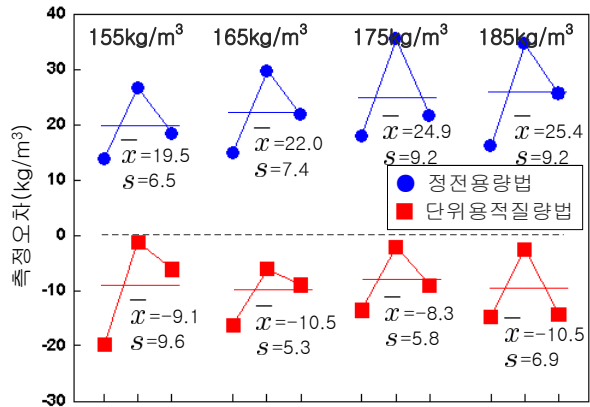 40
30
20
10
0
-10
-20
-30
측정오차(kg/m³)
155kg/m³
165kg/m³
175kg/m³
185kg/m³
x̄=19.5
s=6.5
x̄=22.0
s=7.4
x̄=24.9
s=9.2
x̄=25.4
s=9.2
정전용량법
단위용적질량법
x̄=-9.1
s=9.6
x̄=-10.5
s=5.3
x̄=-8.3
s=5.8
x̄=-10.5
s=6.9